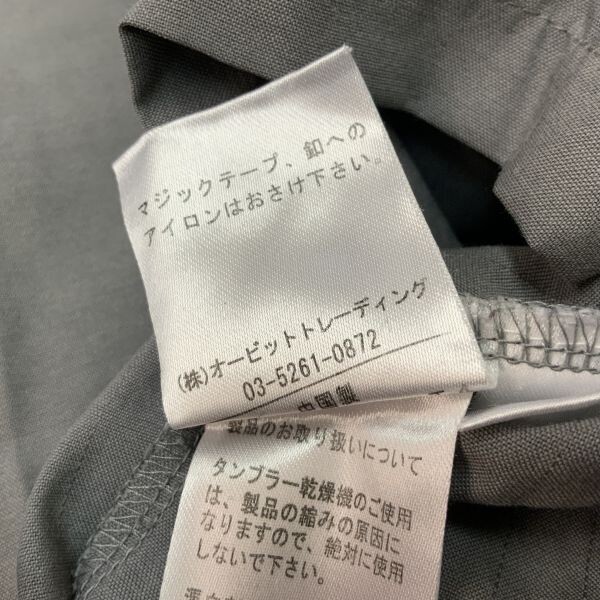 マジックテープ、釦への
アイロンはおさけ下さい。
(株)オービットトレーディング
03-5261-0872
中国製
製品のお取り扱いについて
タンブラー乾燥機のご使用
は、製品の縮みの原因に
なりますので、絶対に使用
しないで下さい。